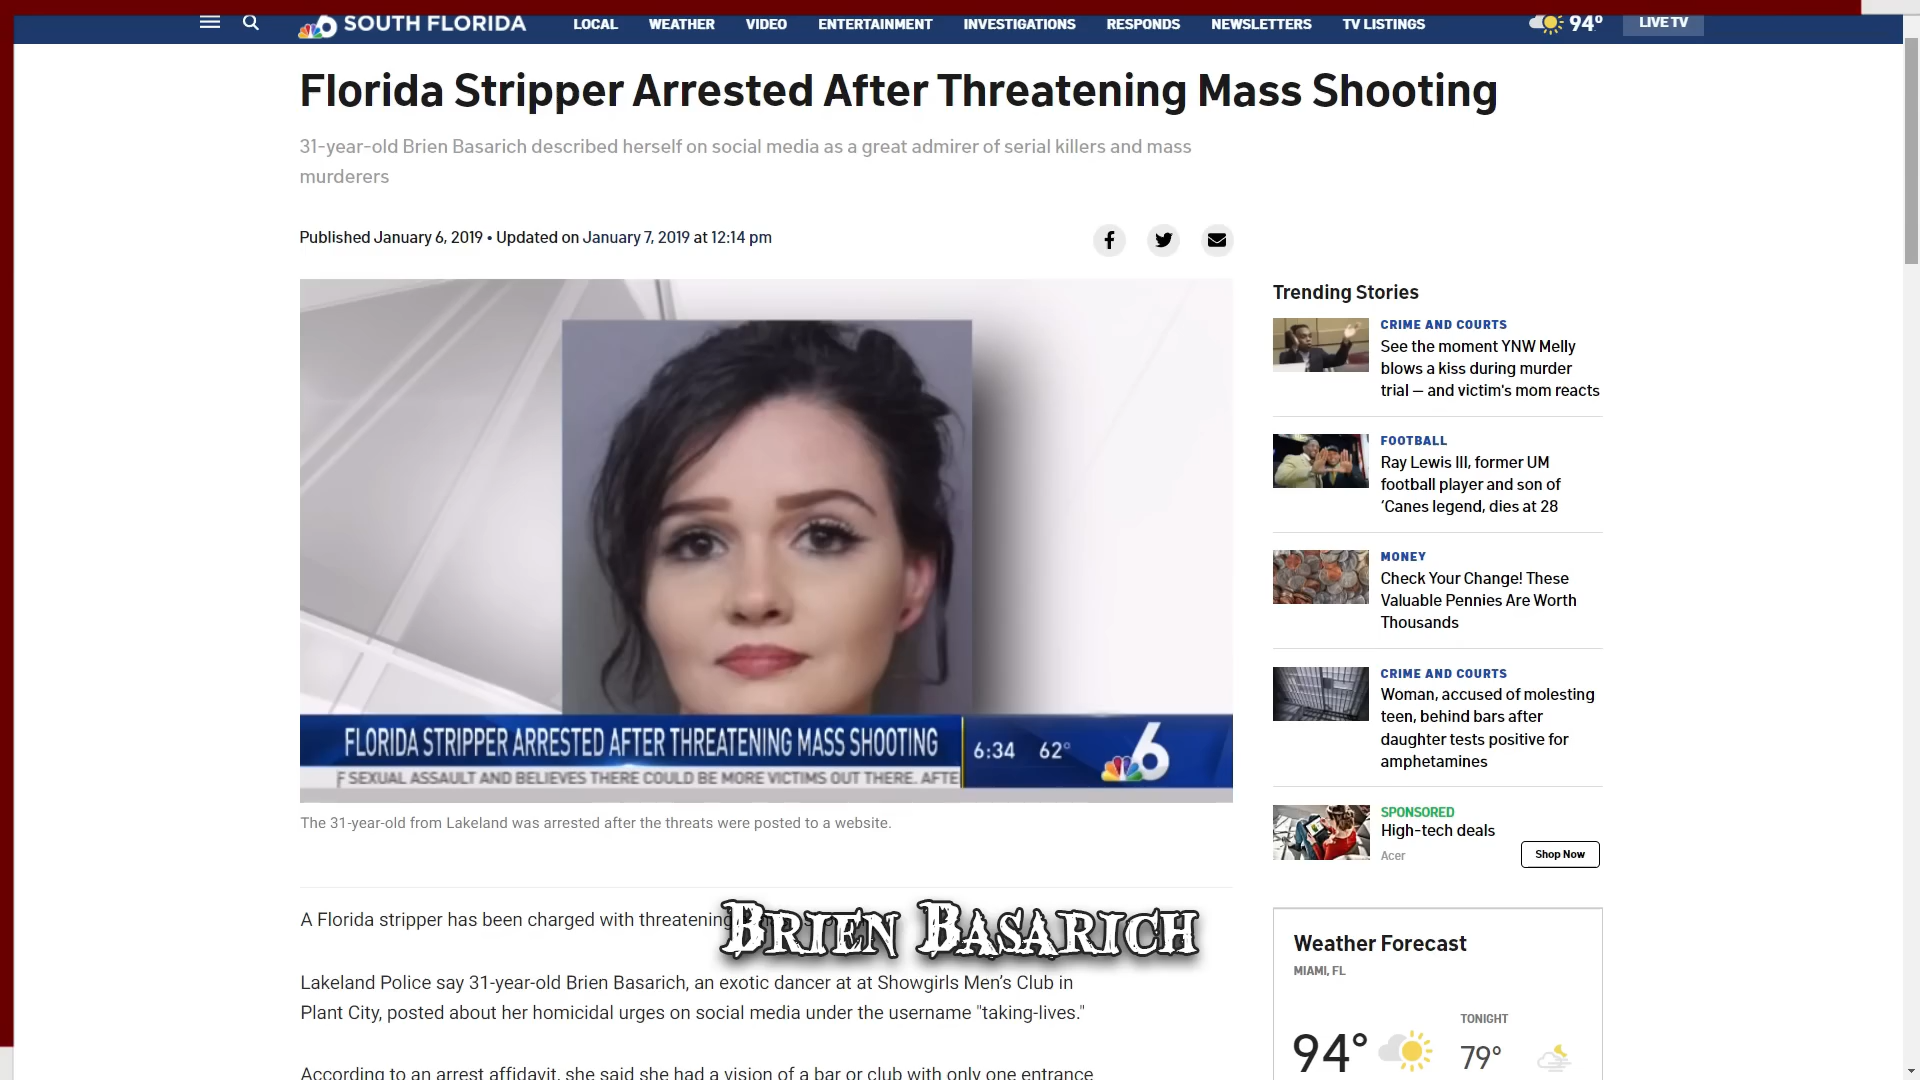 SOUTH FLORIDA LOCAL WEATHER VIDEO ENTERTAINMENT INVESTIGATIONS RESPONDS NEWSLETTERS TV LISTINGS 94° LIVE TV
Florida Stripper Arrested After Threatening Mass Shooting
31-year-old Brien Basarich described herself on social media as a great admirer of serial killers and mass
murderers
Published January 6, 2019 • Updated on January 7, 2019 at 12:14 pm
FLORIDA STRIPPER ARRESTED AFTER THREATENING MASS SHOOTING
6:34 62° 6
F SEXUAL ASSAULT AND BELIEVES THERE COULD BE MORE VICTIMS OUT THERE. AFTE
The 31-year-old from Lakeland was arrested after the threats were posted to a website.
A Florida stripper has been charged with threatening
BRIEN BASARICH
Lakeland Police say 31-year-old Brien Basarich, an exotic dancer at at Showgirls Men's Club in
Plant City, posted about her homicidal urges on social media under the username "taking-lives."
According to an arrest affidavit, she said she had a vision of a bar or club with only one entrance
Trending Stories
CRIME AND COURTS
See the moment YNW Melly
blows a kiss during murder
trial — and victim's mom reacts
FOOTBALL
Ray Lewis III, former UM
football player and son of
‘Canes legend, dies at 28
MONEY
Check Your Change! These
Valuable Pennies Are Worth
Thousands
CRIME AND COURTS
Woman, accused of molesting
teen, behind bars after
daughter tests positive for
amphetamines
SPONSORED
High-tech deals
Acer
Shop Now
Weather Forecast
MIAMI, FL
TONIGHT
94° 79°